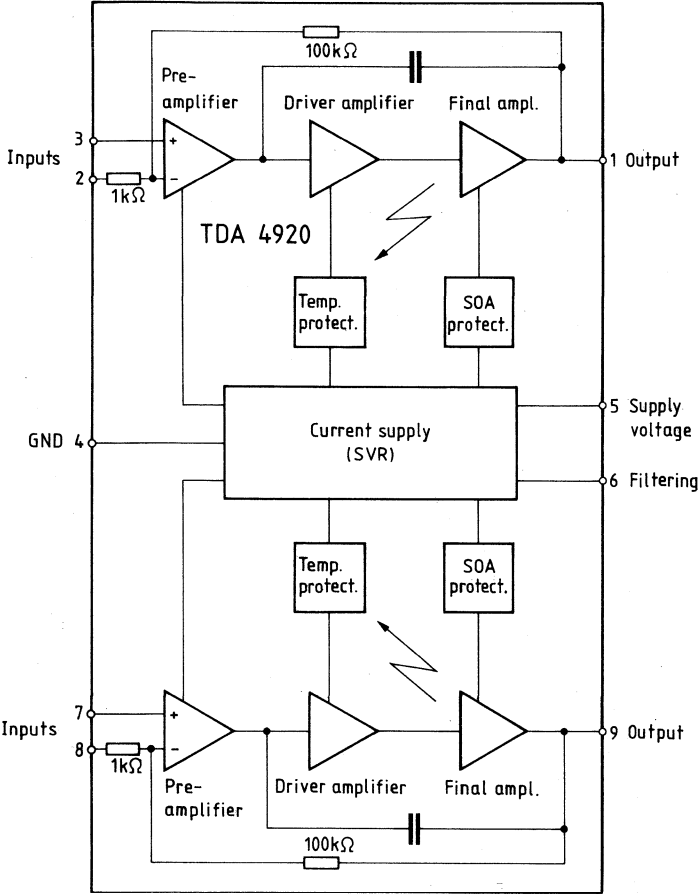 100kΩ
Pre-
amplifier
Driver amplifier
Final ampl.
Inputs
3
+
2
1kΩ
−
1 Output
TDA 4920
Temp.
protect.
SOA
protect.
Current supply
(SVR)
5 Supply
voltage
GND 4
6 Filtering
Temp.
protect.
SOA
protect.
Inputs
7
+
8
1kΩ
−
9 Output
Pre-
amplifier
Driver amplifier
Final ampl.
100kΩ